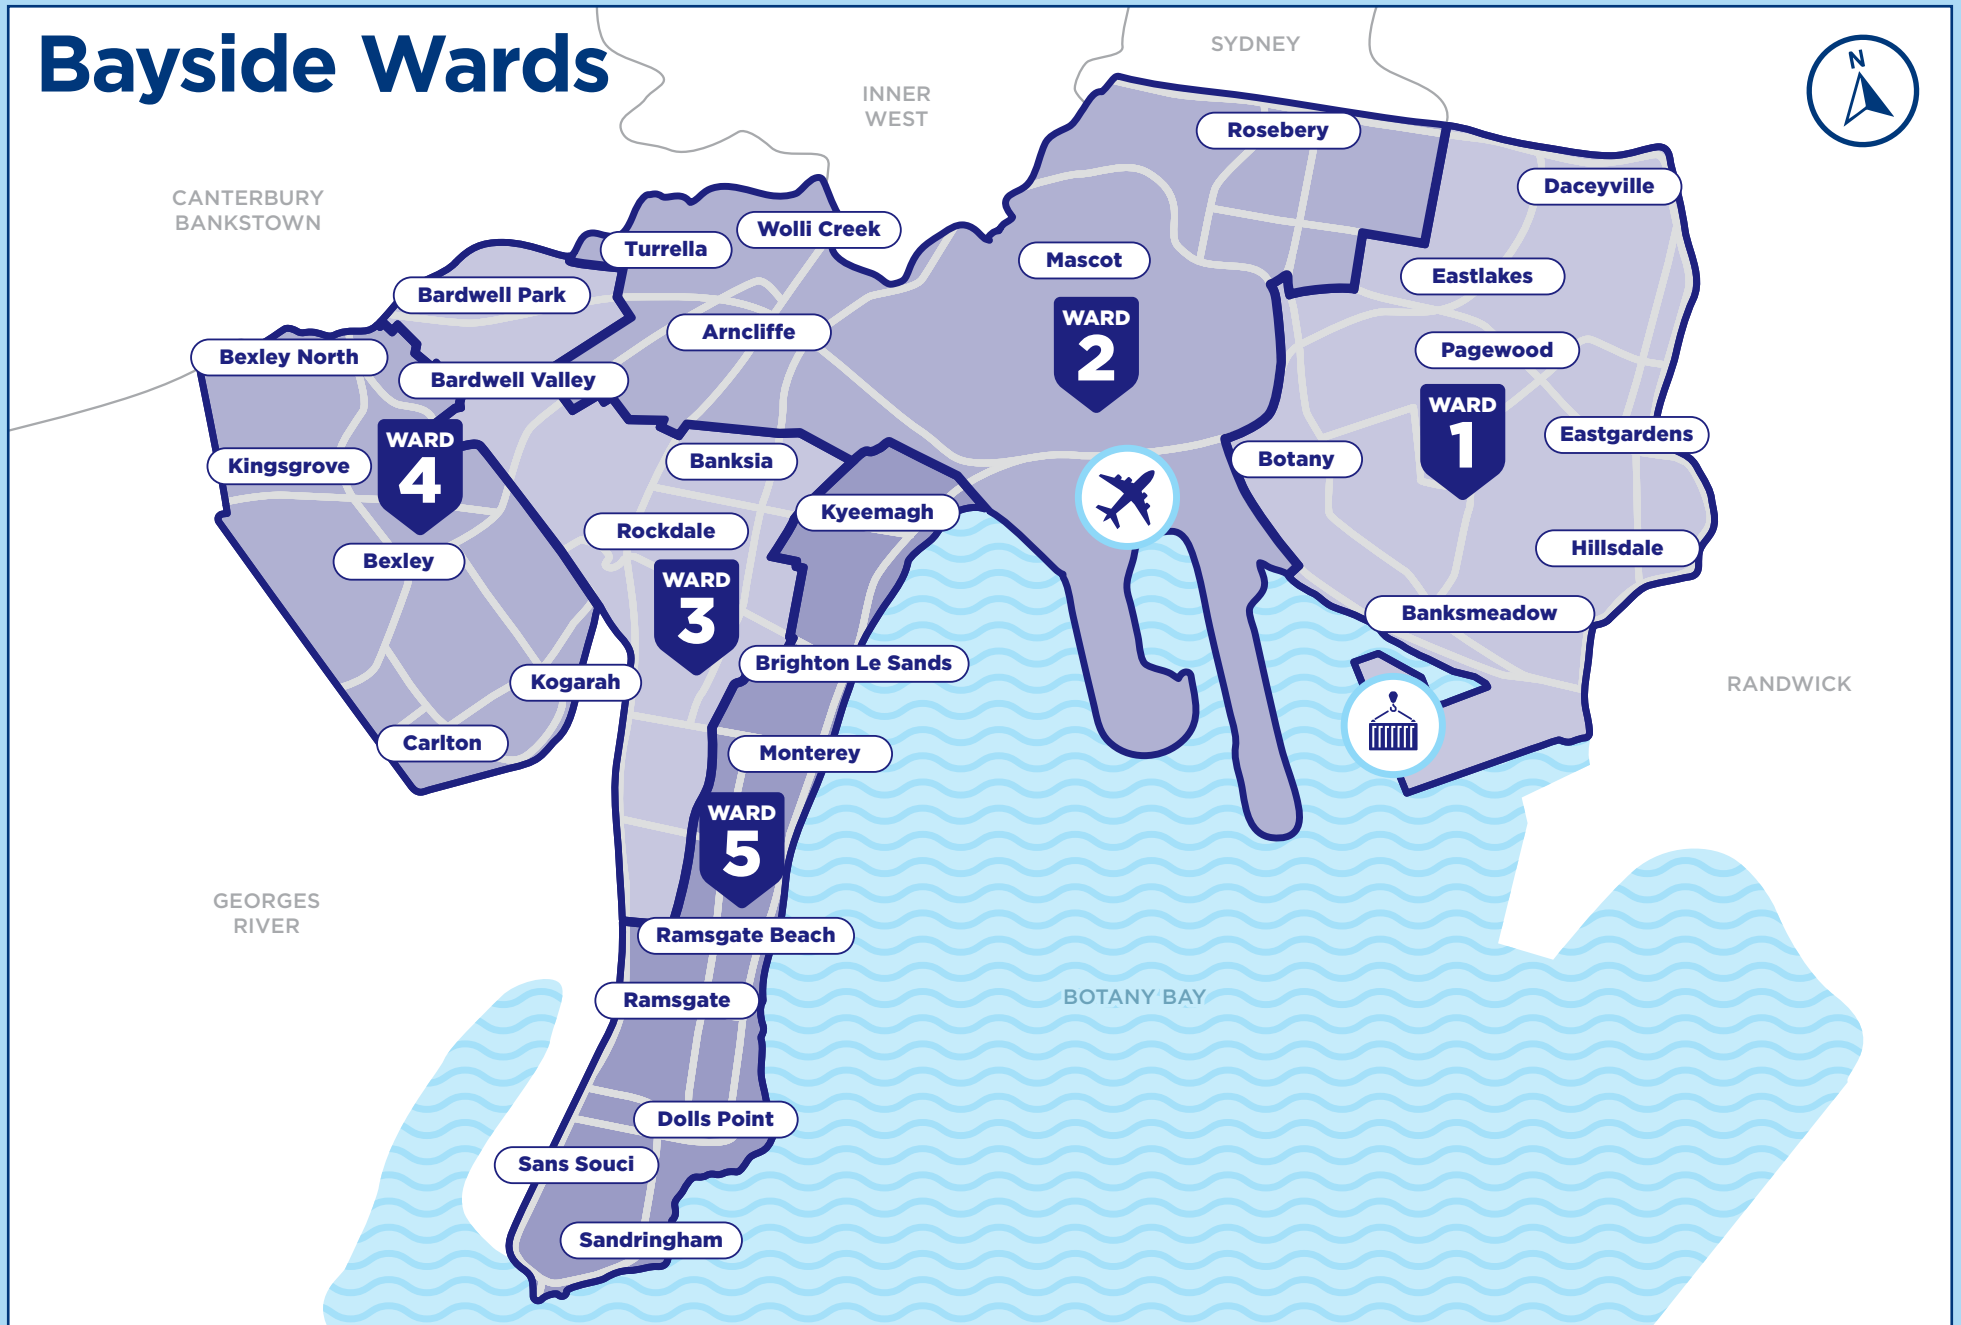 Bayside Wards
SYDNEY
N
INNER
WEST
Rosebery
CANTERBURY
BANKSTOWN
Daceyville
Wolli Creek
Turrella
Mascot
Eastlakes
Bardwell Park
WARD
2
Arncliffe
Pagewood
Bexley North
Bardwell Valley
WARD
1
Eastgardens
WARD
4
Kingsgrove
Banksia
Botany
Kyeemagh
Rockdale
Hillsdale
Bexley
WARD
3
Banksmeadow
Brighton Le Sands
Kogarah
RANDWICK
Carlton
Monterey
WARD
5
GEORGES
RIVER
Ramsgate Beach
Ramsgate
BOTANY BAY
Dolls Point
Sans Souci
Sandringham